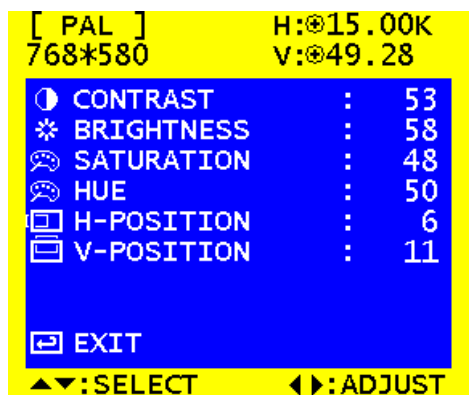 [ PAL ] H:⊕15.00K
768*580 V:⊕49.28
CONTRAST : 53
BRIGHTNESS : 58
SATURATION : 48
HUE : 50
H-POSITION : 6
V-POSITION : 11
EXIT
▲▼:SELECT ◀▶:ADJUST